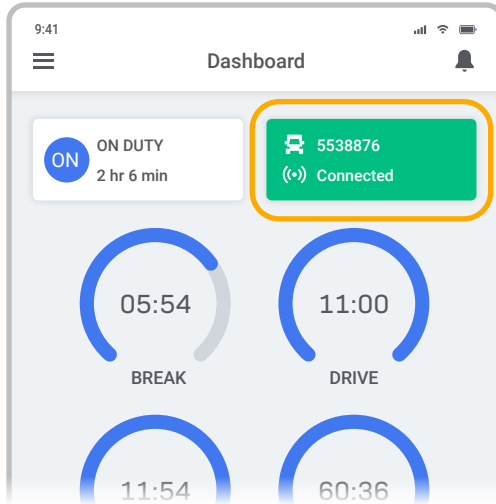 9:41
Dashboard
ON
ON DUTY
2 hr 6 min
5538876
Connected
05:54
BREAK
11:00
DRIVE
11:54
60:36